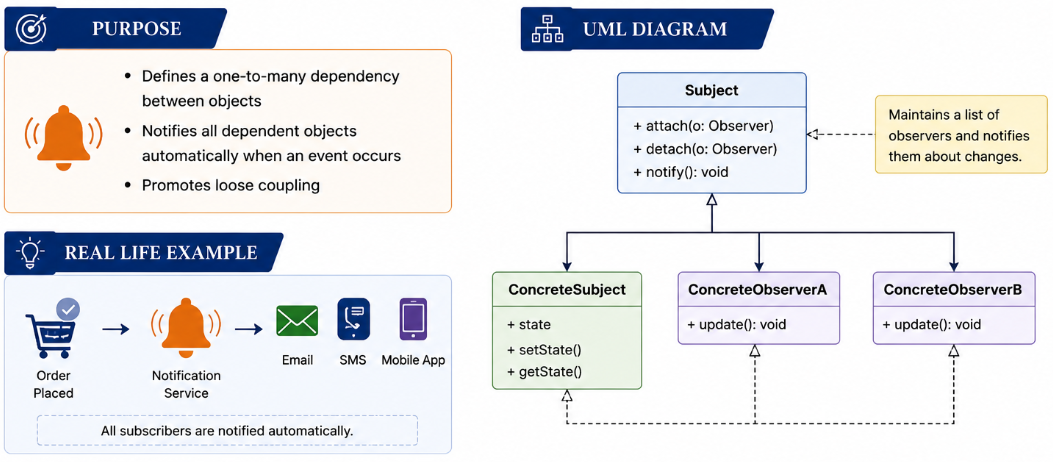 PURPOSE
• Defines a one-to-many dependency
between objects
• Notifies all dependent objects
automatically when an event occurs
• Promotes loose coupling
REAL LIFE EXAMPLE
Order
Placed
Notification
Service
Email
SMS
Mobile App
All subscribers are notified automatically.
UML DIAGRAM
Subject
+ attach(o: Observer)
+ detach(o: Observer)
+ notify(): void
Maintains a list of
observers and notifies
them about changes.
ConcreteSubject
+ state
+ setState()
+ getState()
ConcreteObserverA
+ update(): void
ConcreteObserverB
+ update(): void